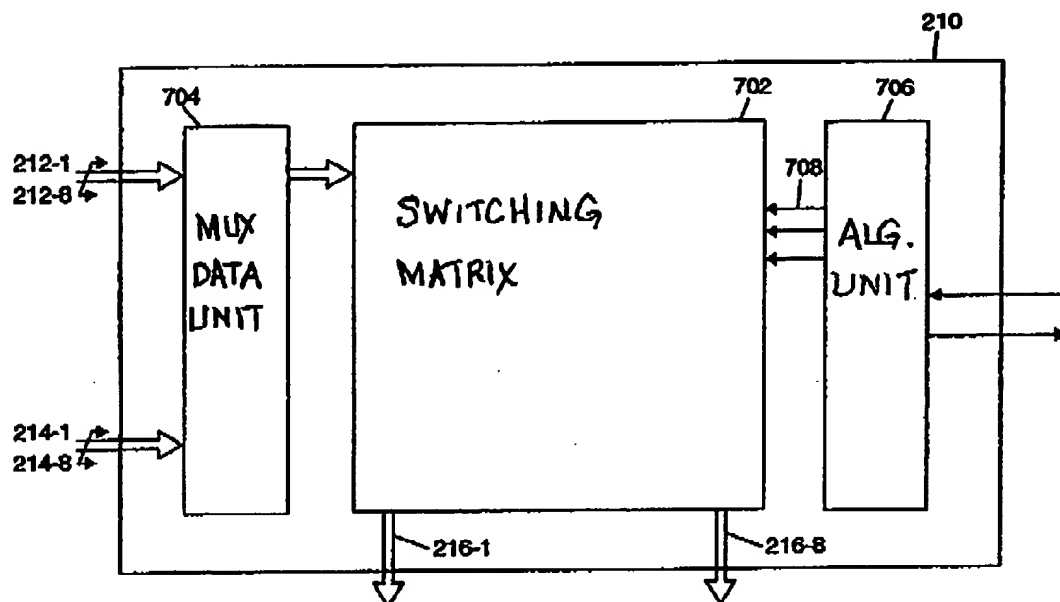 210
704
702
706
212-1
212-8
708
MUX
DATA
UNIT
SWITCHING
MATRIX
ALG.
UNIT
214-1
214-8
216-1
216-8